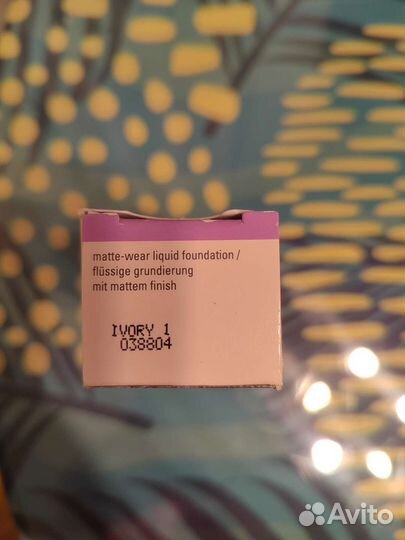 matte-wear liquid foundation /
flüssige grundierung
mit mattem finish
IVORY 1
038804
Avito